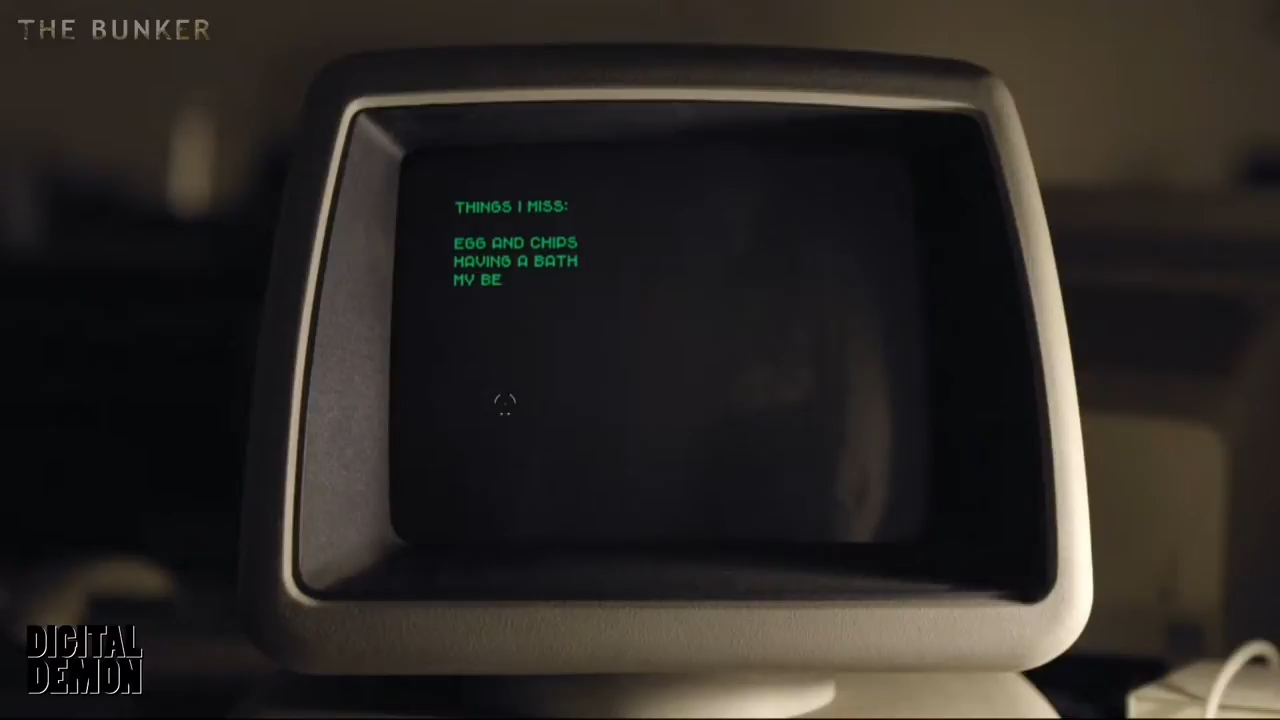 THE BUNKER
THINGS I MISS:
EGG AND CHIPS
HAVING A BATH
MY BE
DIGITAL
DEMON